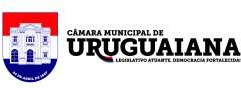 CÂMARA MUNICIPAL DE
URUGUAIANA
LEGISLATIVO ATUANTE, DEMOCRACIA FORTALECIDA!